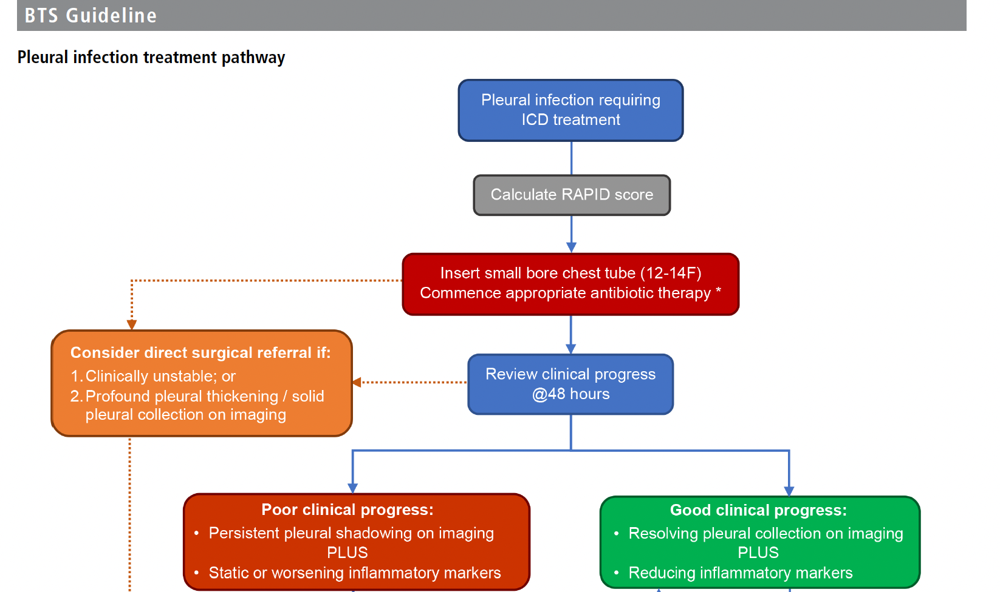 BTS Guideline
Pleural infection treatment pathway
Pleural infection requiring
ICD treatment
Calculate RAPID score
Insert small bore chest tube (12-14F)
Commence appropriate antibiotic therapy *
Consider direct surgical referral if:
1. Clinically unstable; or
2. Profound pleural thickening / solid
pleural collection on imaging
Review clinical progress
@48 hours
Poor clinical progress:
• Persistent pleural shadowing on imaging
PLUS
• Static or worsening inflammatory markers
Good clinical progress:
• Resolving pleural collection on imaging
PLUS
• Reducing inflammatory markers